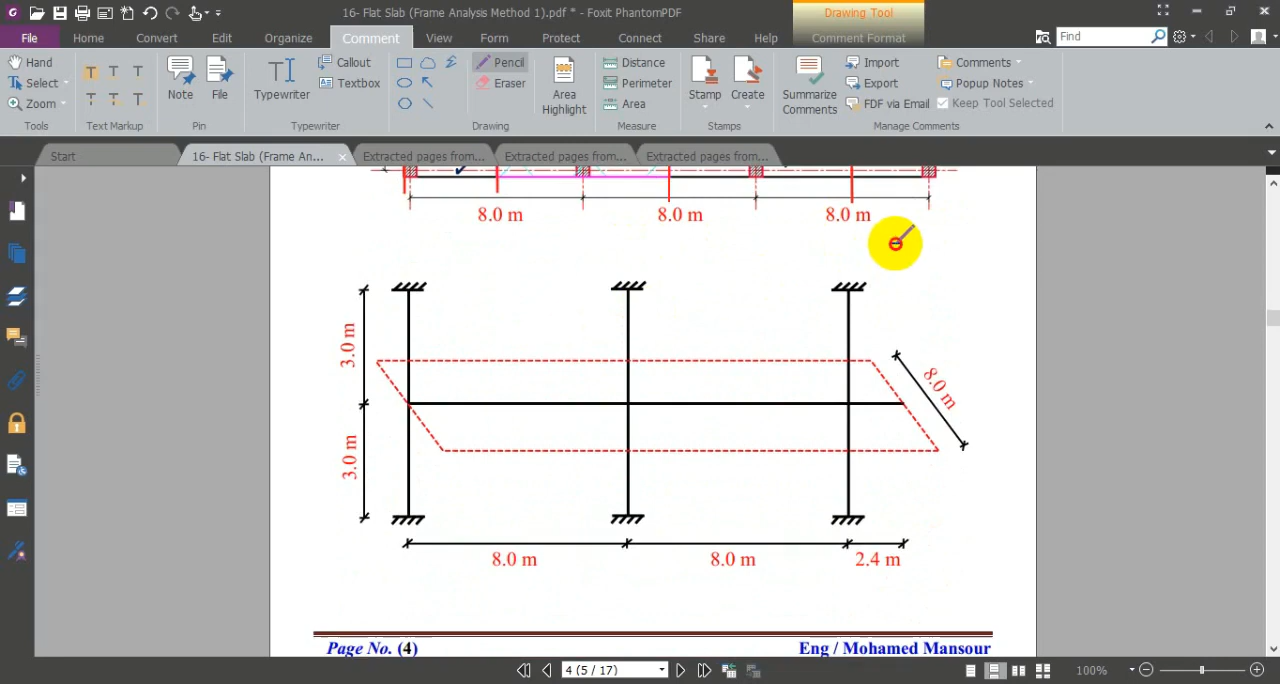 16- Flat Slab (Frame Analysis Method 1).pdf * - Foxit PhantomPDF
Drawing Tool
File Home Convert Edit Organize Comment View Form Protect Connect Share Help Comment Format
Find
Hand
Select
Zoom
Tools
Text Markup
Note
File
Pin
Typewriter
Callout
Textbox
Typewriter
Pencil
Eraser
Drawing
Area Highlight
Distance
Perimeter
Area
Measure
Stamp
Create
Stamps
Summarize Comments
Import
Export
FDF via Email
Comments
Popup Notes
Keep Tool Selected
Manage Comments
Start
16- Flat Slab (Frame An...
Extracted pages from...
Extracted pages from...
Extracted pages from...
8.0 m 8.0 m 8.0 m
3.0 m
8.0 m
3.0 m
8.0 m 8.0 m 2.4 m
Page No. (4) Eng / Mohamed Mansour
4 (5 / 17)
100%